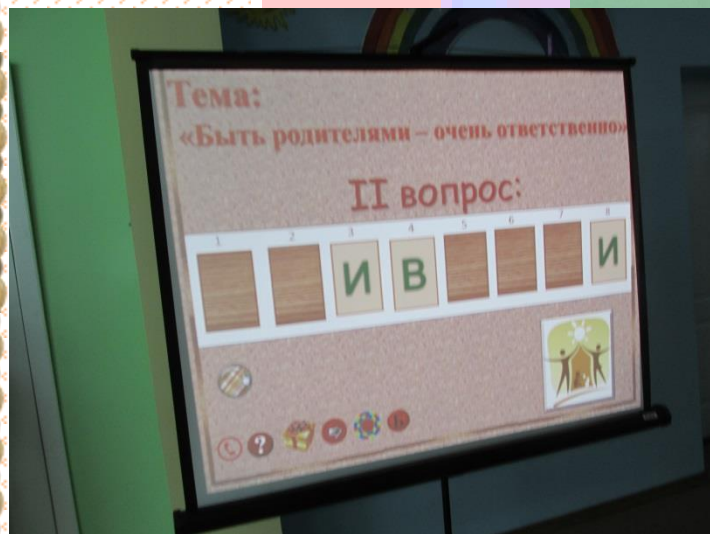 Тема:
«Быть родителями – очень ответственно»
II вопрос:
1 2 3 4 5 6 7 8
И В И
?
Б